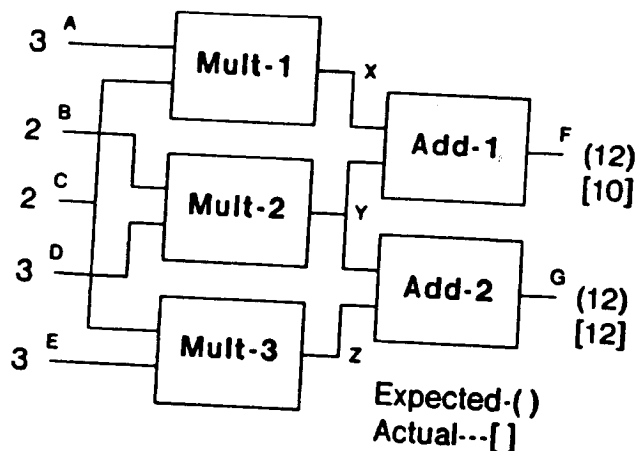 A
3
Mult-1
X
B
2
C
2
Mult-2
Y
D
3
E
3
Mult-3
Z
Add-1
F
(12)
[10]
Add-2
G
(12)
[12]
Expected-( )
Actual---[ ]